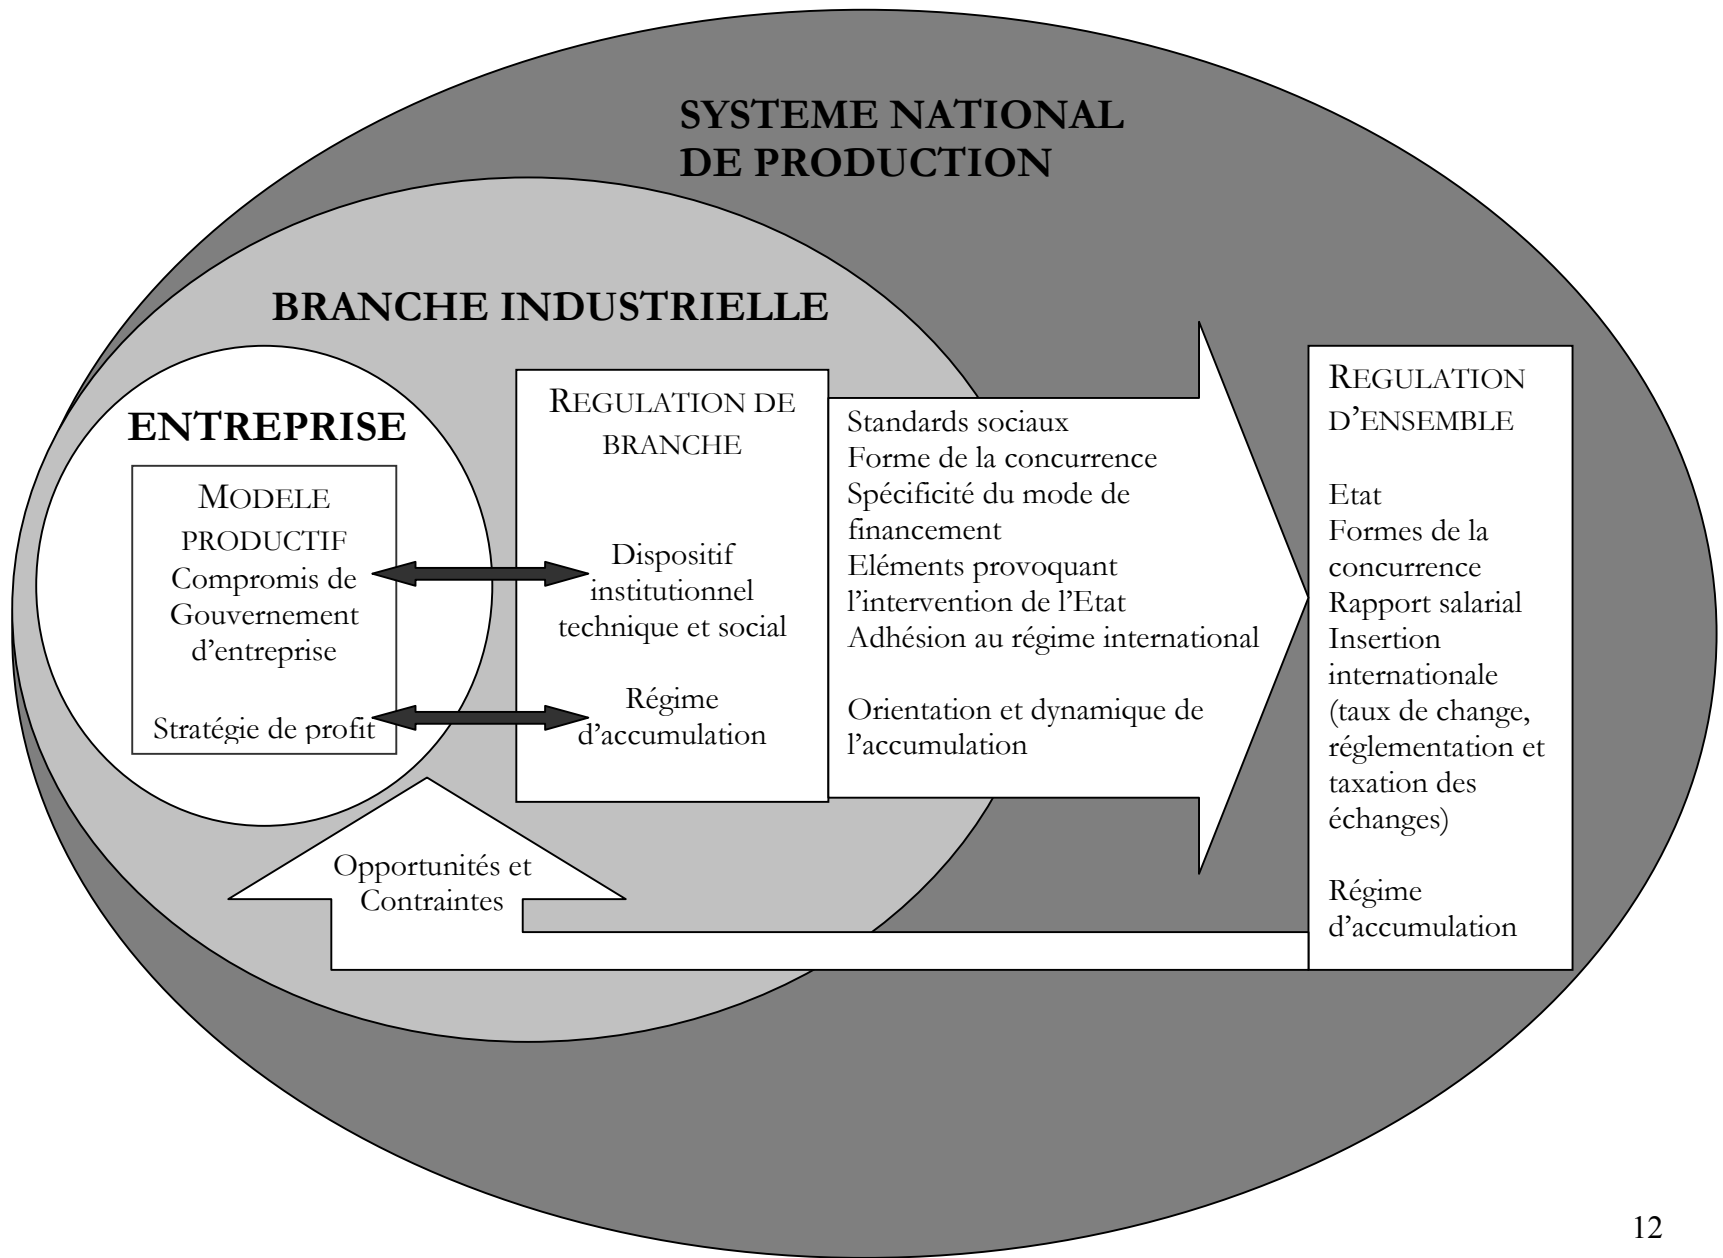 SYSTEME NATIONAL
DE PRODUCTION
BRANCHE INDUSTRIELLE
ENTREPRISE
MODELE
PRODUCTIF
Compromis de
Gouvernement
d’entreprise
Stratégie de profit
REGULATION DE
BRANCHE
Dispositif
institutionnel
technique et social
Régime
d’accumulation
Standards sociaux
Forme de la concurrence
Spécificité du mode de
financement
Eléments provoquant
l’intervention de l’Etat
Adhésion au régime international
Orientation et dynamique de
l’accumulation
REGULATION
D’ENSEMBLE
Etat
Formes de la
concurrence
Rapport salarial
Insertion
internationale
(taux de change,
réglementation et
taxation des
échanges)
Régime
d’accumulation
Opportunités et
Contraintes
12